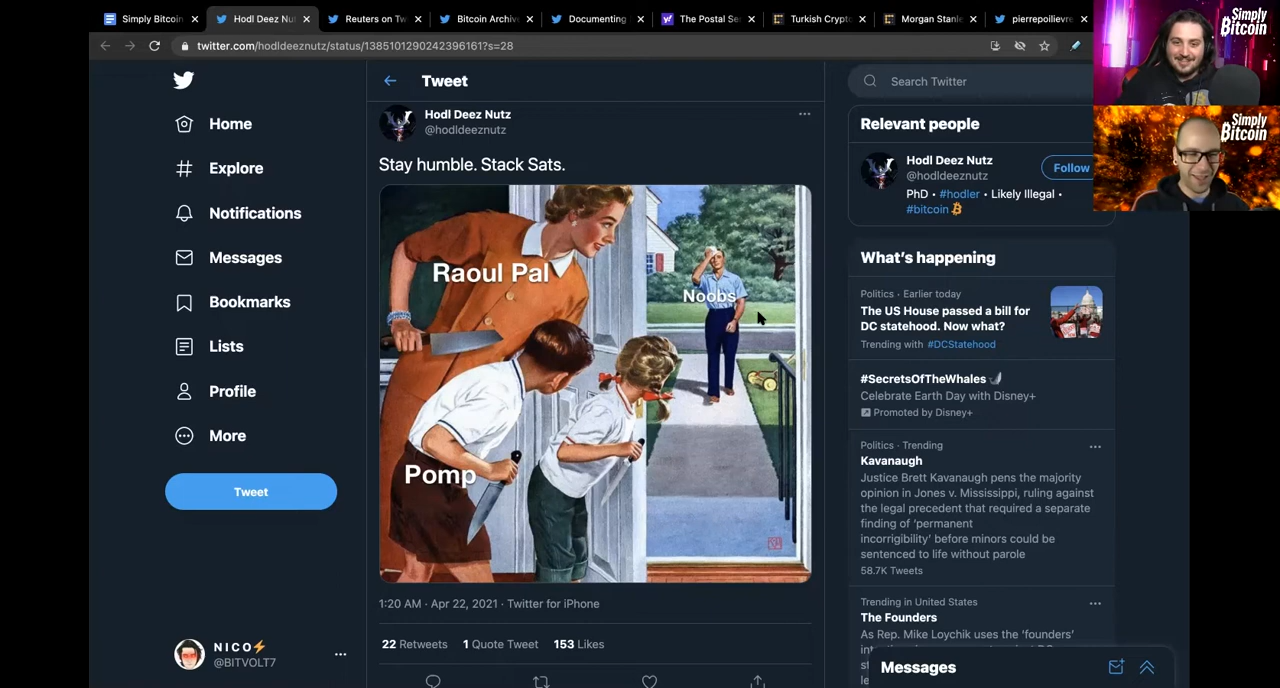 Simply Bitcoin
Hodl Deez Nu
Reuters on Tw
Bitcoin Archiv
Documenting
The Postal Se
Turkish Crypt
Morgan Stanle
pierrepoilievre
twitter.com/hodldeeznutz/status/1385101290242396161?s=28
Simply
Bitcoin
Simply
Bitcoin
Home
Explore
Notifications
Messages
Bookmarks
Lists
Profile
More
Tweet
N I C O⚡
@BITVOLT7
Tweet
Hodl Deez Nutz
@hodldeeznutz
Stay humble. Stack Sats.
Raoul Pal
Noobs
Pomp
1:20 AM · Apr 22, 2021 · Twitter for iPhone
22 Retweets 1 Quote Tweet 153 Likes
Search Twitter
Relevant people
Hodl Deez Nutz
@hodldeeznutz
Follow
PhD • #hodler • Likely Illegal •
#bitcoin
What's happening
Politics · Earlier today
The US House passed a bill for
DC statehood. Now what?
Trending with #DCStatehood
#SecretsOfTheWhales
Celebrate Earth Day with Disney+
Promoted by Disney+
Politics · Trending
Kavanaugh
Justice Brett Kavanaugh pens the majority
opinion in Jones v. Mississippi, ruling against
the legal precedent that required a separate
finding of 'permanent
incorrigibility' before minors could be
sentenced to life without parole
58.7K Tweets
Trending in United States
The Founders
As Rep. Mike Loychik uses the 'founders'
Messages